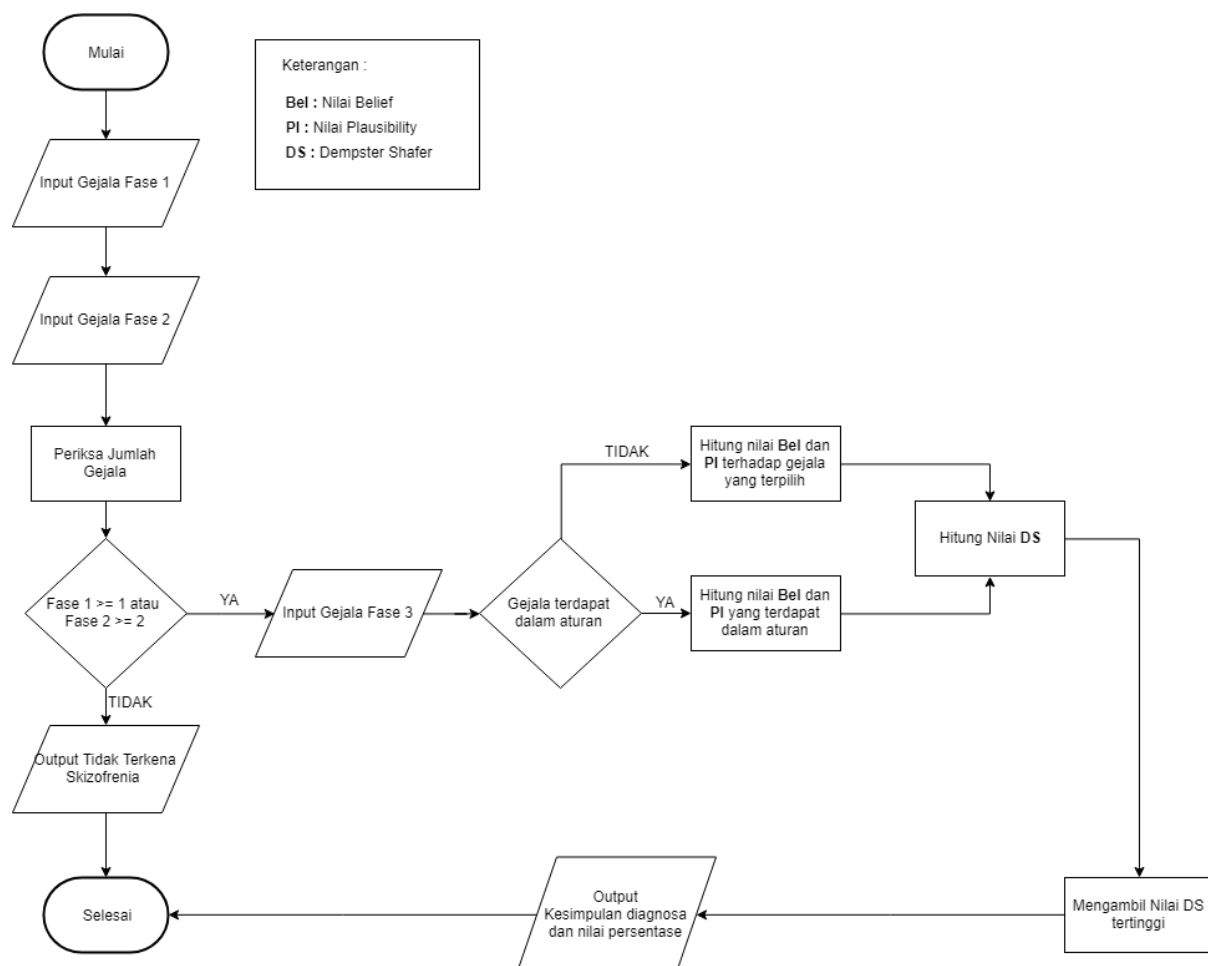 Mulai
Keterangan :
Bel : Nilai Belief
Pl : Nilai Plausibility
DS : Dempster Shafer
Input Gejala Fase 1
Input Gejala Fase 2
Periksa Jumlah
Gejala
Fase 1 >= 1 atau
Fase 2 >= 2
YA
Input Gejala Fase 3
Gejala terdapat
dalam aturan
TIDAK
Hitung nilai Bel dan
Pl terhadap gejala
yang terpilih
YA
Hitung nilai Bel dan
Pl yang terdapat
dalam aturan
Hitung Nilai DS
TIDAK
Output Tidak Terkena
Skizofrenia
Selesai
Output
Kesimpulan diagnosa
dan nilai persentase
Mengambil Nilai DS
tertinggi